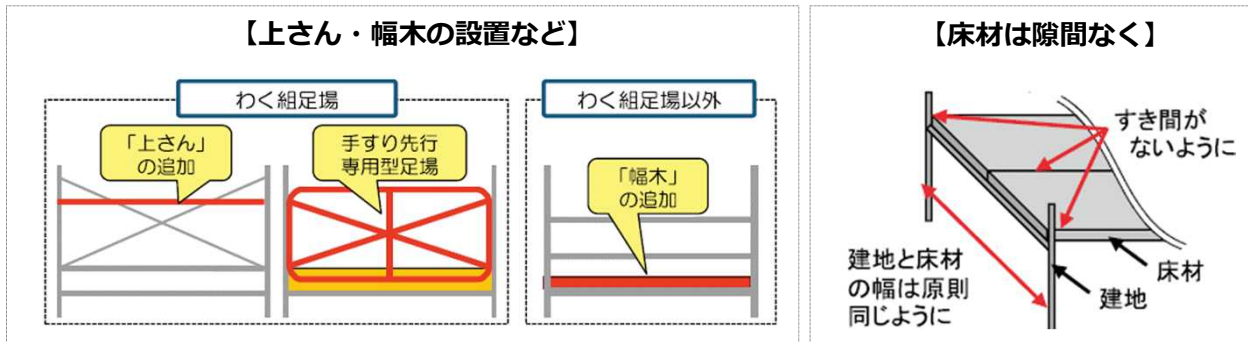 【上さん・幅木の設置など】
わく組足場
「上さん」
の追加
手すり先行
専用型足場
わく組足場以外
「幅木」
の追加
【床材は隙間なく】
すき間が
ないように
建地と床材
の幅は原則
同じように
床材
建地